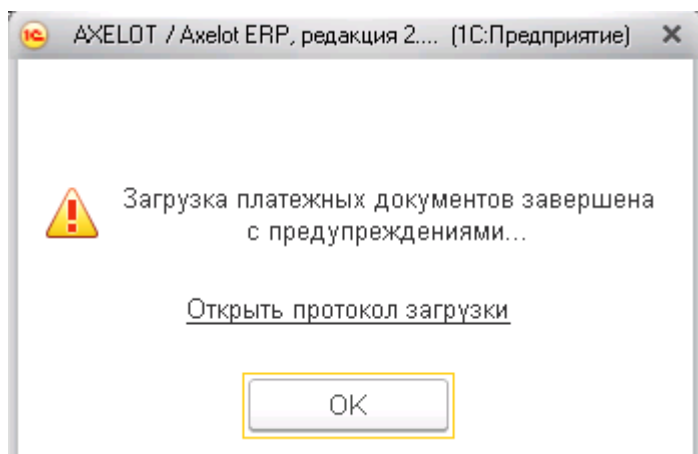 1С AXELOT / Axelot ERP, редакция 2.... (1С:Предприятие)
Загрузка платежных документов завершена
с предупреждениями...
Открыть протокол загрузки
OK